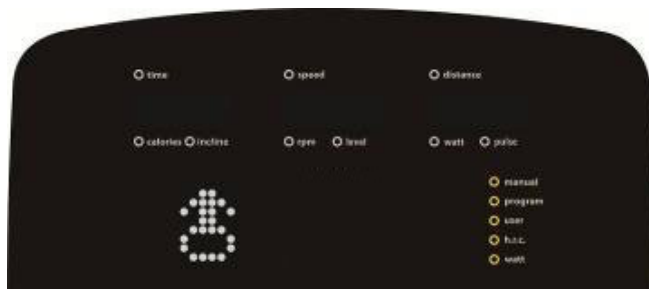 time speed distance
calories incline rpm level watt pulse
manual
program
user
h.r.c.
watt